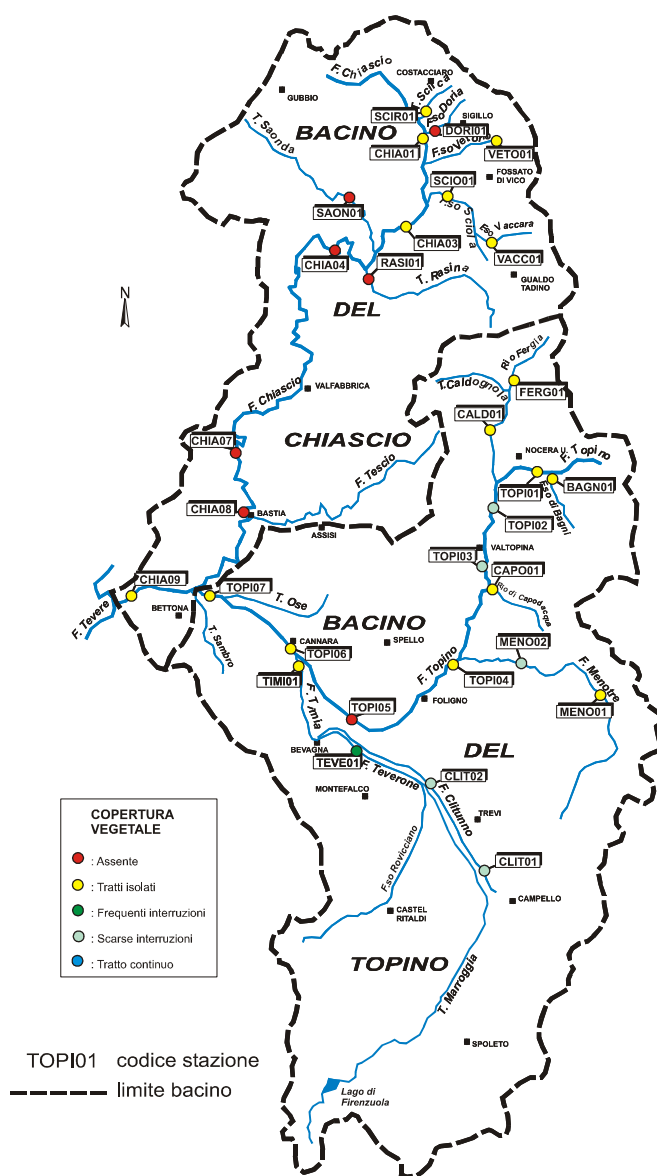 F. Chiascio
COSTACCIARO
GUBBIO
T. Scirca
SCIR01
F.so Doria
SIGILLO
T. Saonda
BACINO
DORI01
CHIA01
F.so Vetorno
VETO01
SCIO01
FOSSATO
DI VICO
SAON01
T.so Sciola
F.so Vaccara
CHIA03
VACC01
CHIA04
RASI01
T. Rasina
GUALDO
TADINO
N
DEL
Rio Fergia
T. Caldognola
FERG01
F. Chiascio
VALFABBRICA
CALD01
CHIA07
CHIASCIO
NOCERA U.
F. Topino
F. Tescio
TOPI01
BAGN01
F.so di Bagni
CHIA08
BASTIA
TOPI02
ASSISI
VALTOPINA
TOPI03
CAPO01
CHIA09
TOPI07
Rio di Capodacqua
F. Tevere
T. Ose
BETTONA
BACINO
T. Sambro
CANNARA
SPELLO
MENO02
TOPI06
F. Topino
TIMI01
TOPI04
F. Menotre
F. Timia
MENO01
FOLIGNO
TOPI05
BEVAGNA
DEL
TEVE01
F. Teverone
CLIT02
MONTEFALCO
F. Clitunno
TREVI
COPERTURA
VEGETALE
: Assente
CLIT01
: Tratti isolati
F.so Rovicciano
CAMPELLO
: Frequenti interruzioni
CASTEL
RITALDI
: Scarse interruzioni
: Tratto continuo
TOPINO
T. Marroggia
SPOLETO
TOPI01 codice stazione
limite bacino
Lago di
Firenzuola